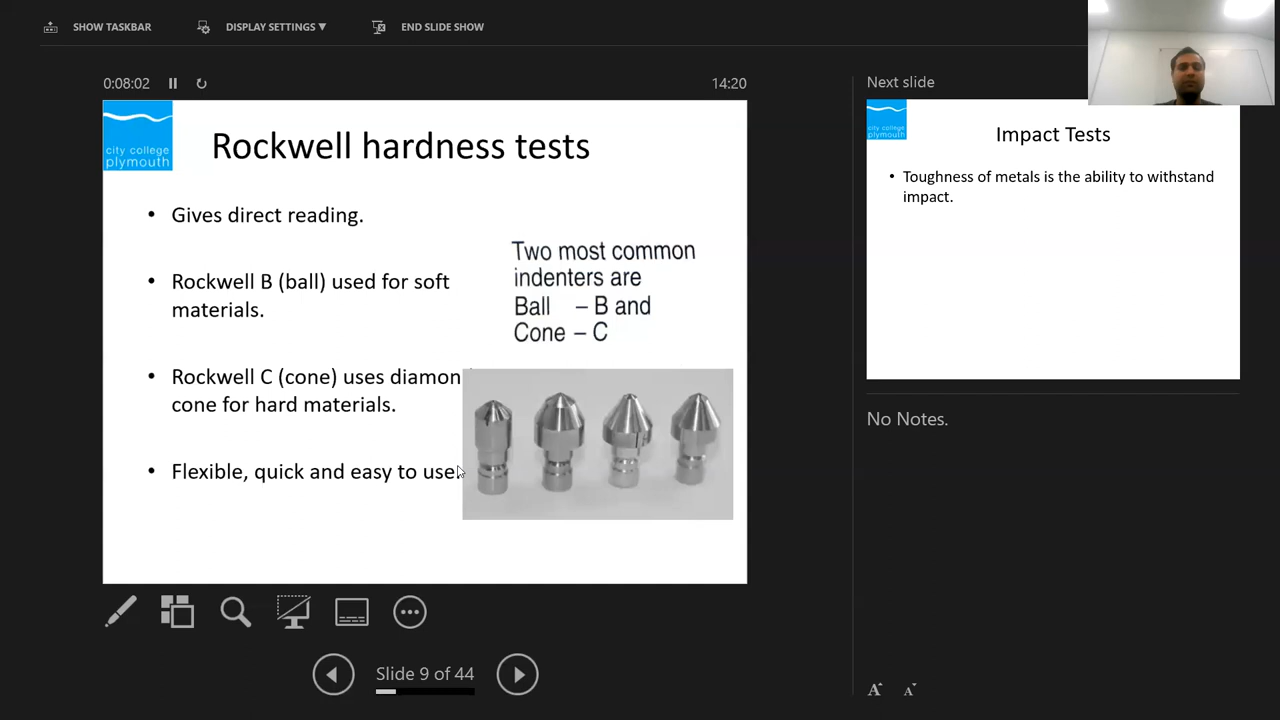 SHOW TASKBAR
DISPLAY SETTINGS ▼
END SLIDE SHOW
0:08:02
14:20
city college
plymouth
Rockwell hardness tests
• Gives direct reading.
• Rockwell B (ball) used for soft
materials.
• Rockwell C (cone) uses diamon
cone for hard materials.
• Flexible, quick and easy to use.
Two most common
indenters are
Ball – B and
Cone – C
Slide 9 of 44
Next slide
city college
plymouth
Impact Tests
• Toughness of metals is the ability to withstand
impact.
No Notes.
A A